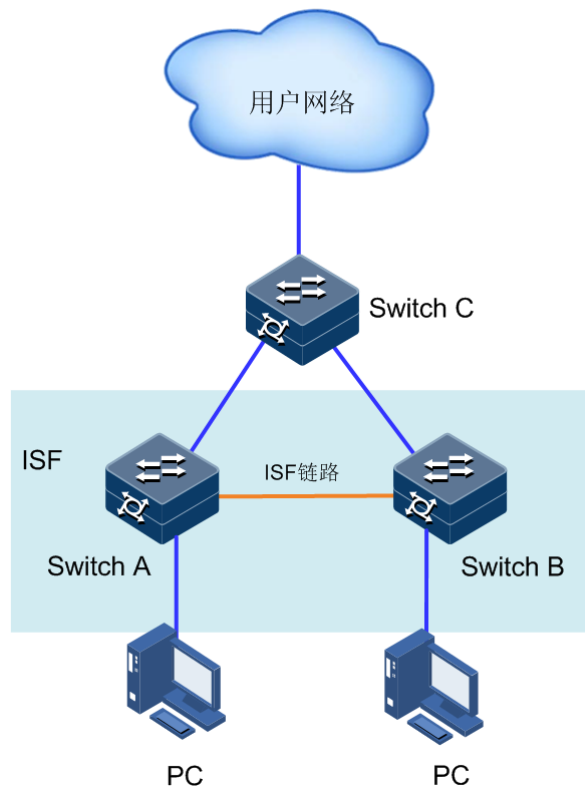 用户网络
Switch C
ISF
ISF链路
Switch A
Switch B
PC
PC